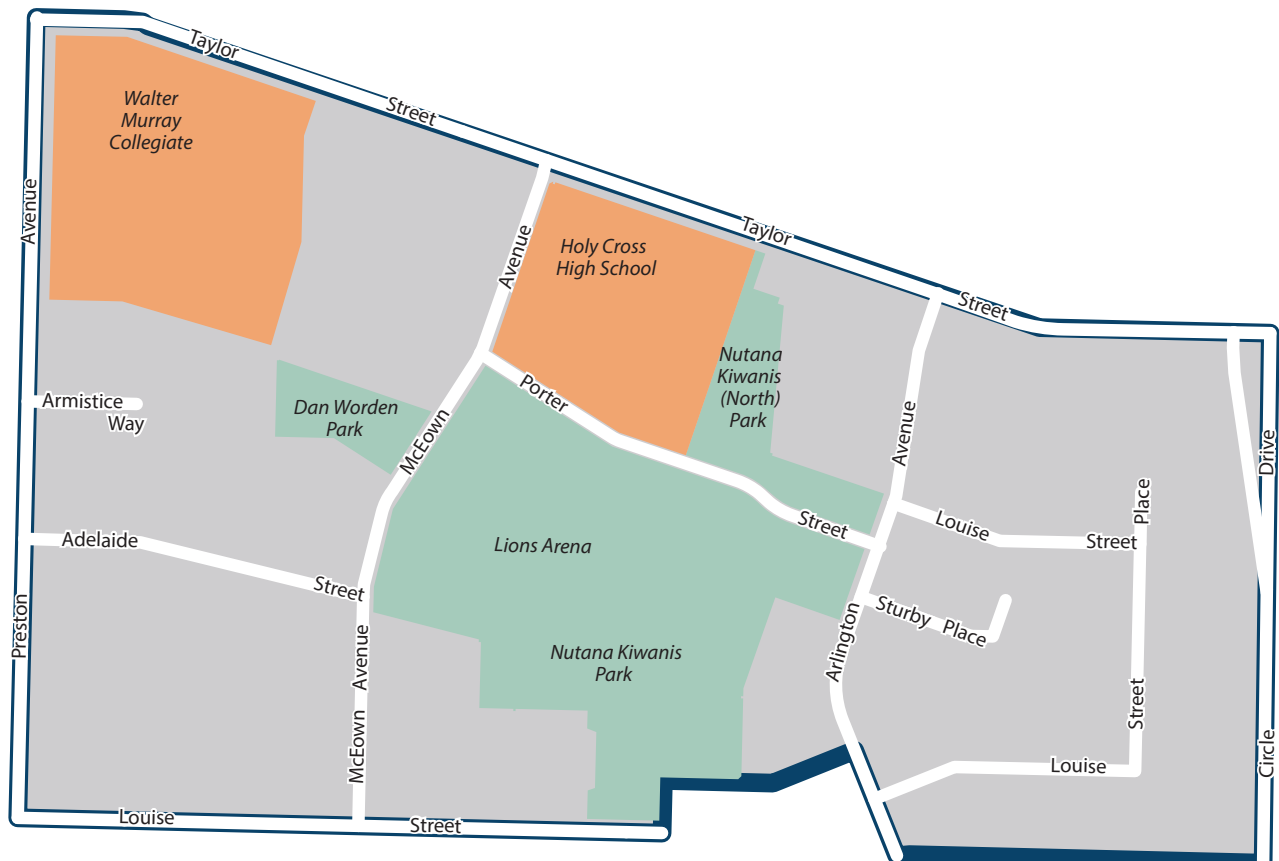 Taylor
Street
Walter
Murray
Collegiate
Avenue
Preston
Avenue
Holy Cross
High School
Taylor
Street
Nutana
Kiwanis
(North)
Park
Armistice
Way
Dan Worden
Park
McEown
Porter
Street
Avenue
Arlington
Louise
Street
Place
Drive
Circle
Adelaide
Street
Lions Arena
Sturby Place
Nutana Kiwanis
Park
McEown Avenue
Street
Louise
Louise
Street